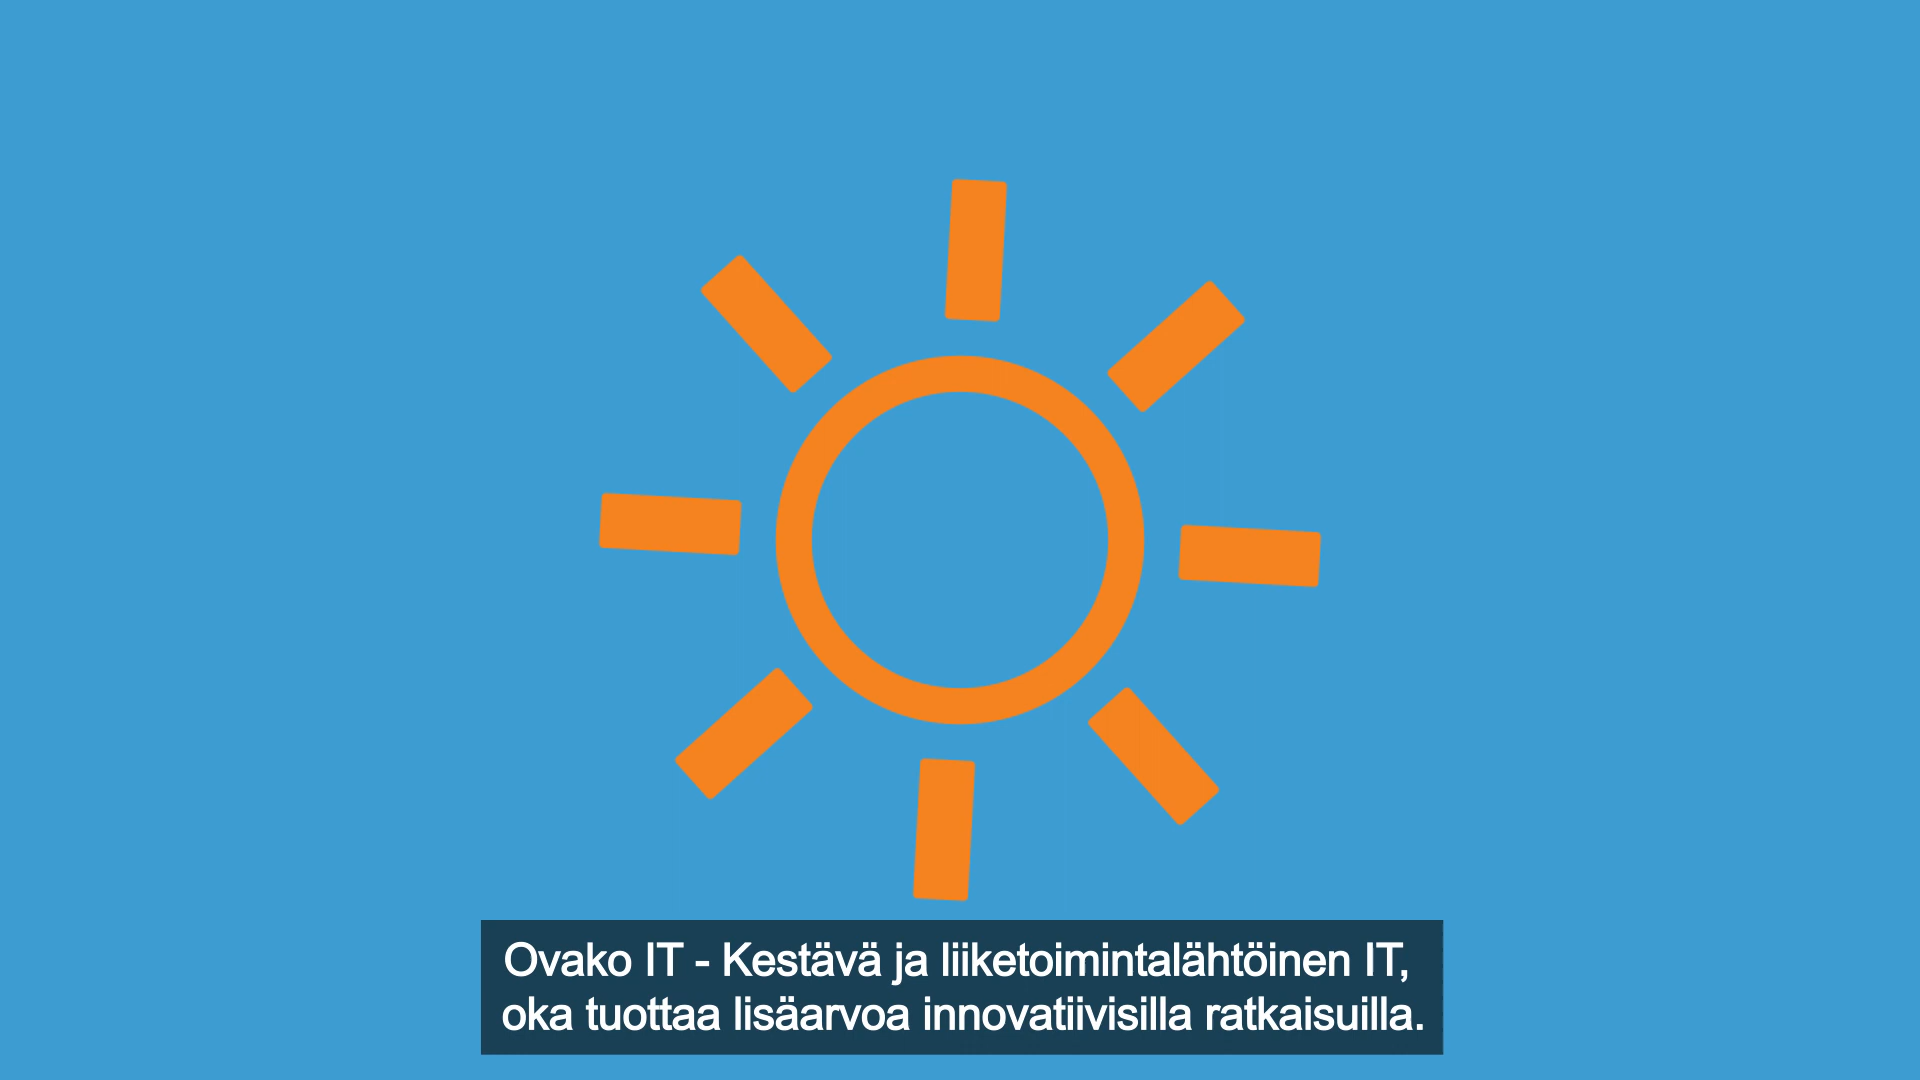 Ovako IT - Kestävä ja liiketoimintalähtöinen IT,
oka tuottaa lisäarvoa innovatiivisilla ratkaisuilla.